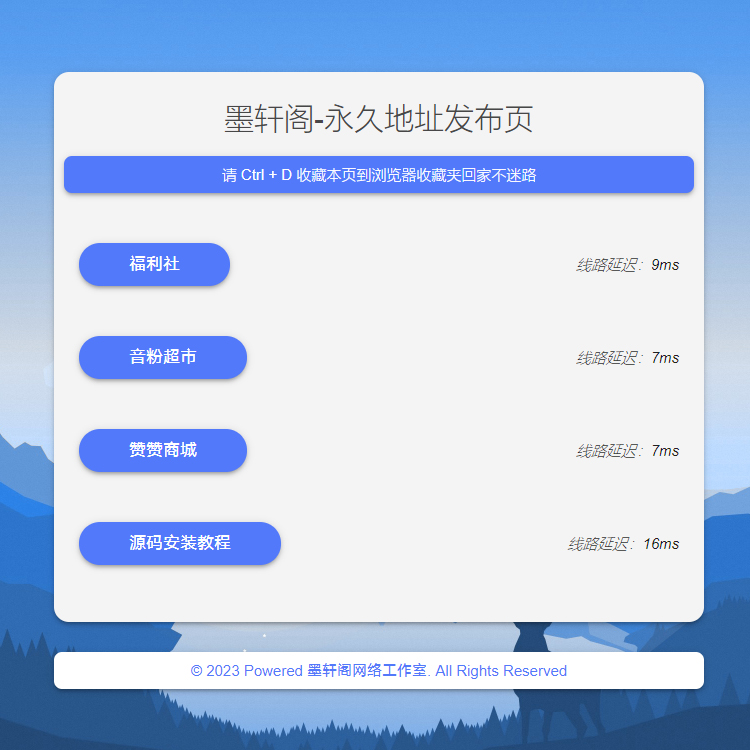 墨轩阁-永久地址发布页
请 Ctrl + D 收藏本页到浏览器收藏夹回家不迷路
福利社 线路延迟: 9ms
音粉超市 线路延迟: 7ms
赞赞商城 线路延迟: 7ms
源码安装教程 线路延迟: 16ms
© 2023 Powered 墨轩阁网络工作室. All Rights Reserved